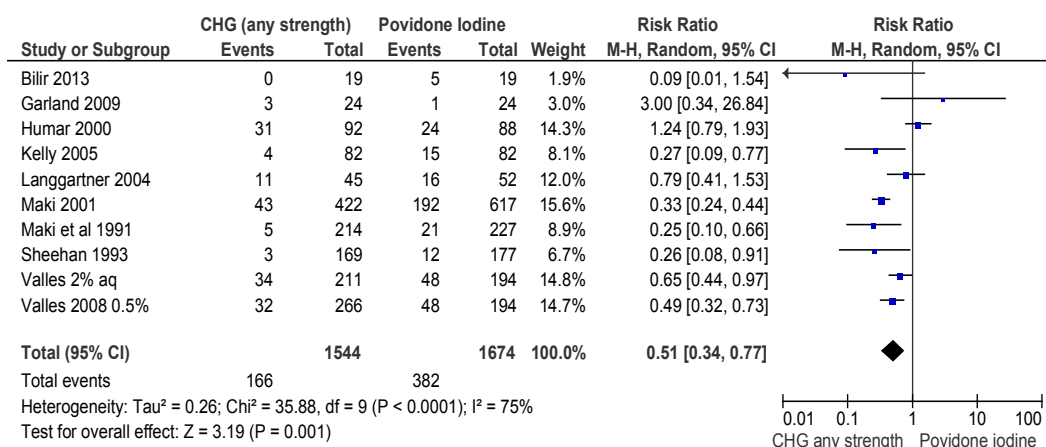 CHG (any strength) Povidone Iodine Risk Ratio Risk Ratio
Study or Subgroup Events Total Events Total Weight M-H, Random, 95% CI M-H, Random, 95% CI
Bilir 2013 0 19 5 19 1.9% 0.09 [0.01, 1.54]
Garland 2009 3 24 1 24 3.0% 3.00 [0.34, 26.84]
Humar 2000 31 92 24 88 14.3% 1.24 [0.79, 1.93]
Kelly 2005 4 82 15 82 8.1% 0.27 [0.09, 0.77]
Langgartner 2004 11 45 16 52 12.0% 0.79 [0.41, 1.53]
Maki 2001 43 422 192 617 15.6% 0.33 [0.24, 0.44]
Maki et al 1991 5 214 21 227 8.9% 0.25 [0.10, 0.66]
Sheehan 1993 3 169 12 177 6.7% 0.26 [0.08, 0.91]
Valles 2% aq 34 211 48 194 14.8% 0.65 [0.44, 0.97]
Valles 2008 0.5% 32 266 48 194 14.7% 0.49 [0.32, 0.73]
Total (95% CI) 1544 1674 100.0% 0.51 [0.34, 0.77]
Total events 166 382
Heterogeneity: Tau² = 0.26; Chi² = 35.88, df = 9 (P < 0.0001); I² = 75%
Test for overall effect: Z = 3.19 (P = 0.001)
0.01 0.1 1 10 100
CHG any strength Povidone iodine